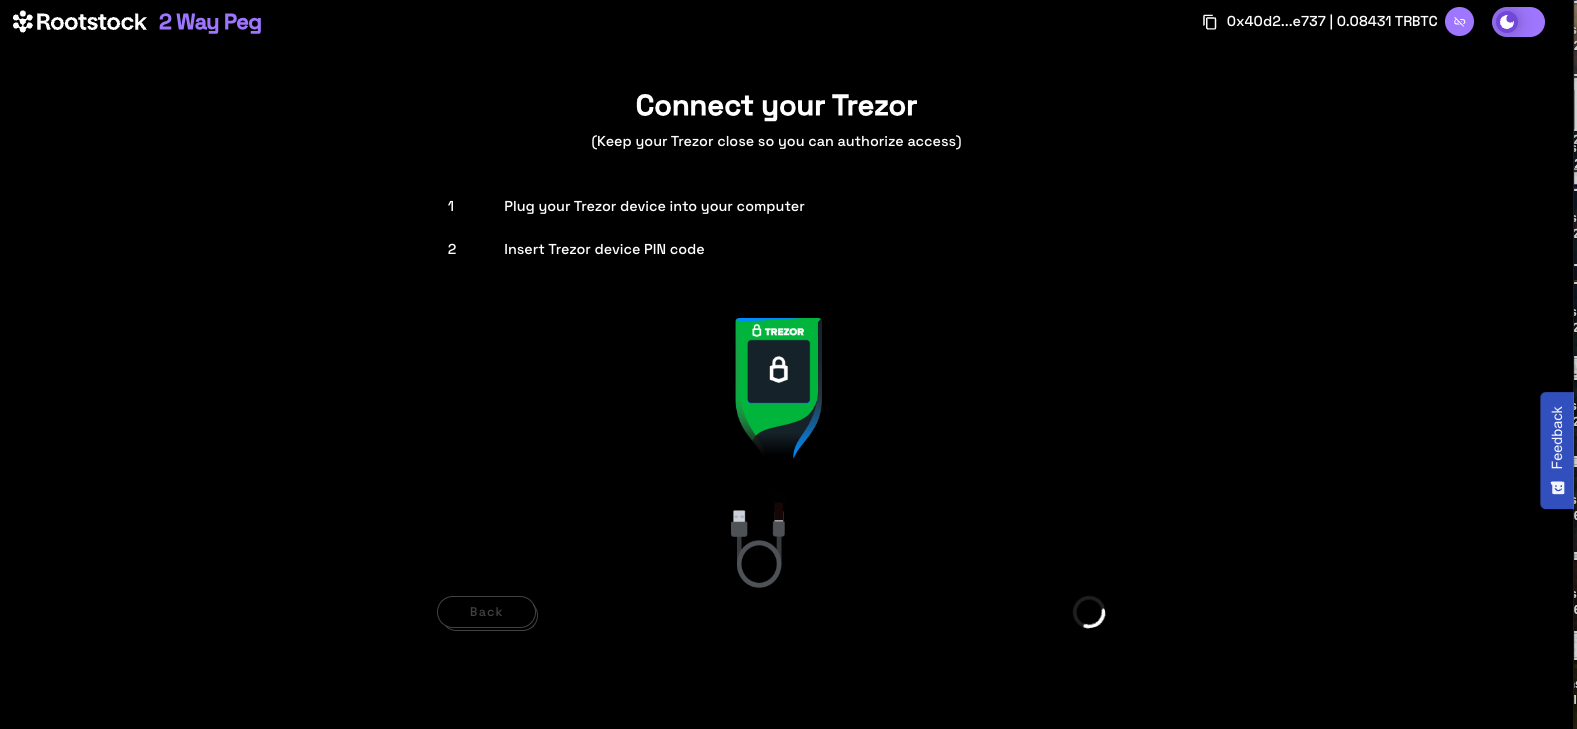 Rootstock 2 Way Peg
0x40d2...e737 | 0.08431 TRBTC
Connect your Trezor
(Keep your Trezor close so you can authorize access)
1 Plug your Trezor device into your computer
2 Insert Trezor device PIN code
TREZOR
Feedback
Back